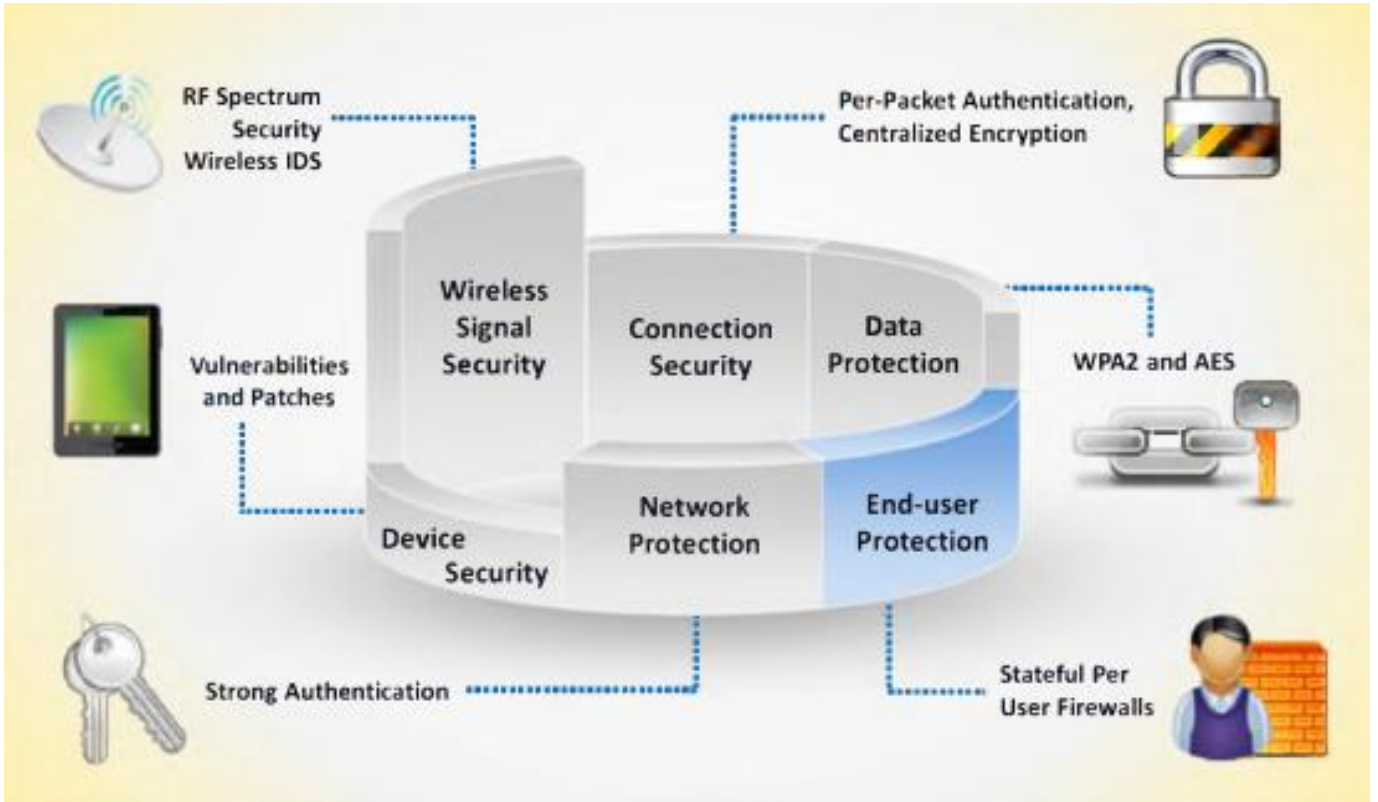 RF Spectrum
Security
Wireless IDS
Per-Packet Authentication,
Centralized Encryption
Wireless
Signal
Security
Connection
Security
Data
Protection
Vulnerabilities
and Patches
WPA2 and AES
Device
Security
Network
Protection
End-user
Protection
Strong Authentication
Stateful Per
User Firewalls